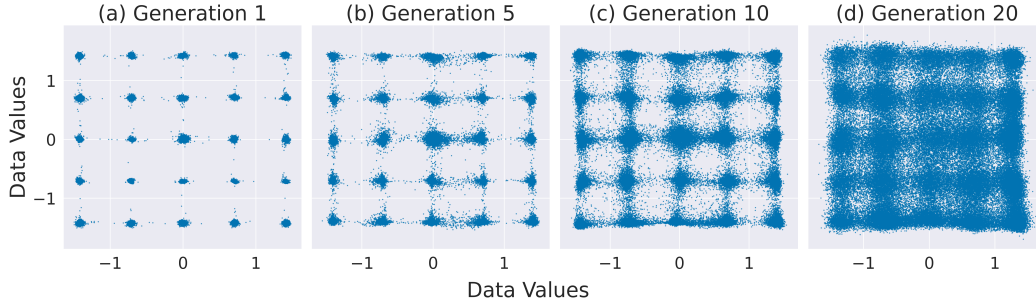 (a) Generation 1
(b) Generation 5
(c) Generation 10
(d) Generation 20
Data Values
1
0
−1
−1 0 1
−1 0 1
−1 0 1
−1 0 1
Data Values